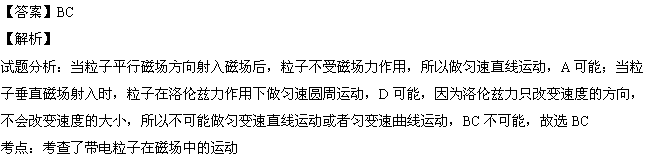 【答案】BC
【解析】
试题分析：当粒子平行磁场方向射入磁场后，粒子不受磁场力作用，所以做匀速直线运动，A 可能；当粒
子垂直磁场射入时，粒子在洛伦兹力作用下做匀速圆周运动，D 可能，因为洛伦兹力只改变速度的方向，
不会改变速度的大小，所以不可能做匀变速直线运动或者匀变速曲线运动，BC 不可能，故选 BC
考点：考查了带电粒子在磁场中的运动